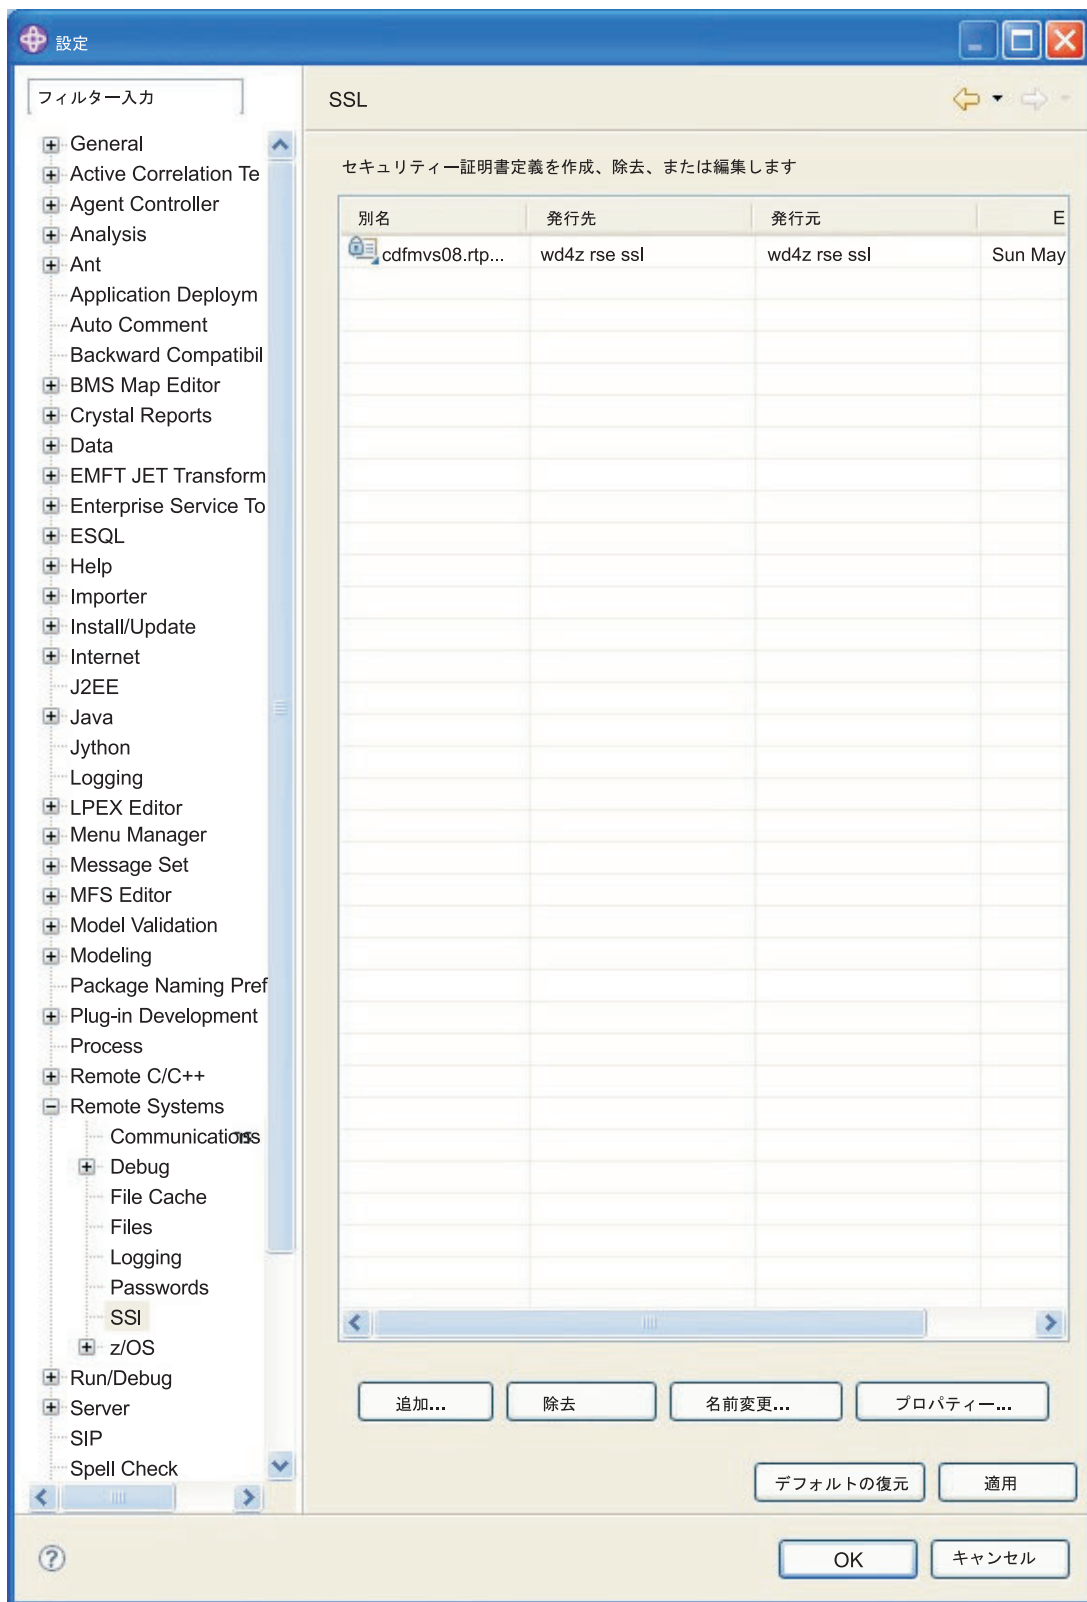 設定
フィルター入力
General
Active Correlation Te
Agent Controller
Analysis
Ant
Application Deploym
Auto Comment
Backward Compatibil
BMS Map Editor
Crystal Reports
Data
EMFT JET Transform
Enterprise Service To
ESQL
Help
Importer
Install/Update
Internet
J2EE
Java
Jython
Logging
LPEX Editor
Menu Manager
Message Set
MFS Editor
Model Validation
Modeling
Package Naming Pref
Plug-in Development
Process
Remote C/C++
Remote Systems
Communications
Debug
File Cache
Files
Logging
Passwords
SSl
z/OS
Run/Debug
Server
SIP
Spell Check
SSL
セキュリティー証明書定義を作成、除去、または編集します
別名 発行先 発行元 E
cdfmvs08.rtp... wd4z rse ssl wd4z rse ssl Sun May
追加... 除去 名前変更... プロパティー...
デフォルトの復元 適用
OK キャンセル